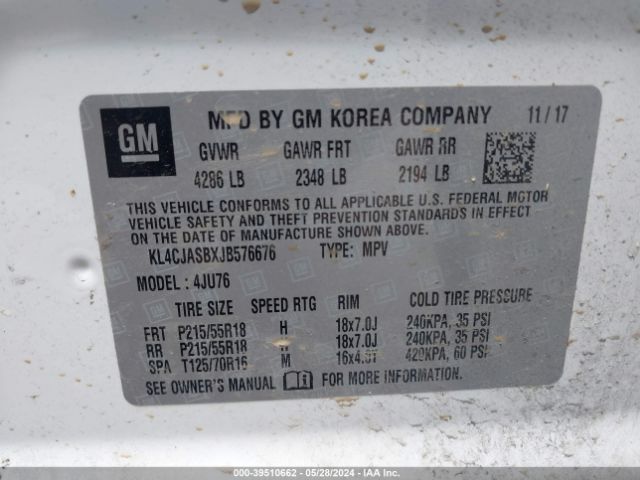 GM
MFD BY GM KOREA COMPANY 11/17
GVWR GAWR FRT GAWR RR
4286 LB 2348 LB 2194 LB
THIS VEHICLE CONFORMS TO ALL APPLICABLE U.S. FEDERAL MOTOR
VEHICLE SAFETY AND THEFT PREVENTION STANDARDS IN EFFECT
ON THE DATE OF MANUFACTURE SHOWN ABOVE.
KL4CJASBXJB576676 TYPE: MPV
MODEL: 4JU76
TIRE SIZE SPEED RTG RIM COLD TIRE PRESSURE
FRT P215/55R18 H 18x7.0J 240KPA, 35 PSI
RR P215/55R18 H 18x7.0J 240KPA, 35 PSI
SPA T125/70R16 M 420KPA, 60 PSI
SEE OWNER'S MANUAL FOR MORE INFORMATION.
000-39510662 - 05/28/2024 - IAAI.COM